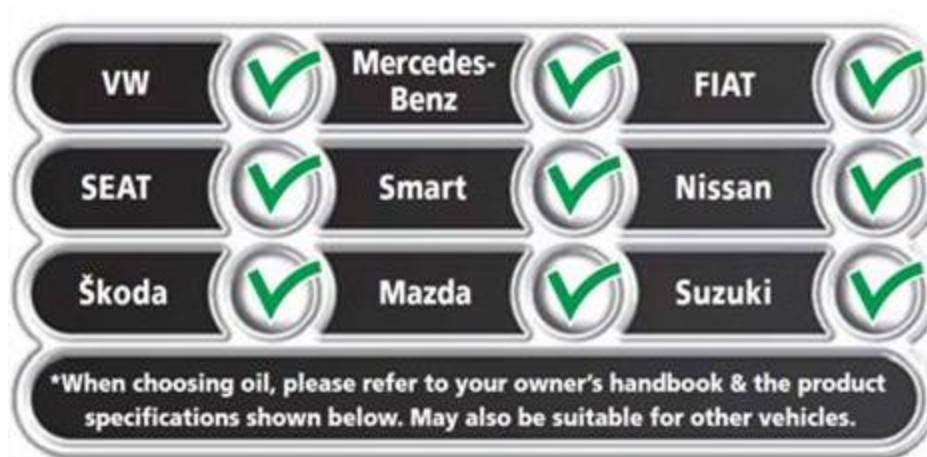 VW
Mercedes-
Benz
FIAT
SEAT
Smart
Nissan
Škoda
Mazda
Suzuki
*When choosing oil, please refer to your owner's handbook & the product
specifications shown below. May also be suitable for other vehicles.